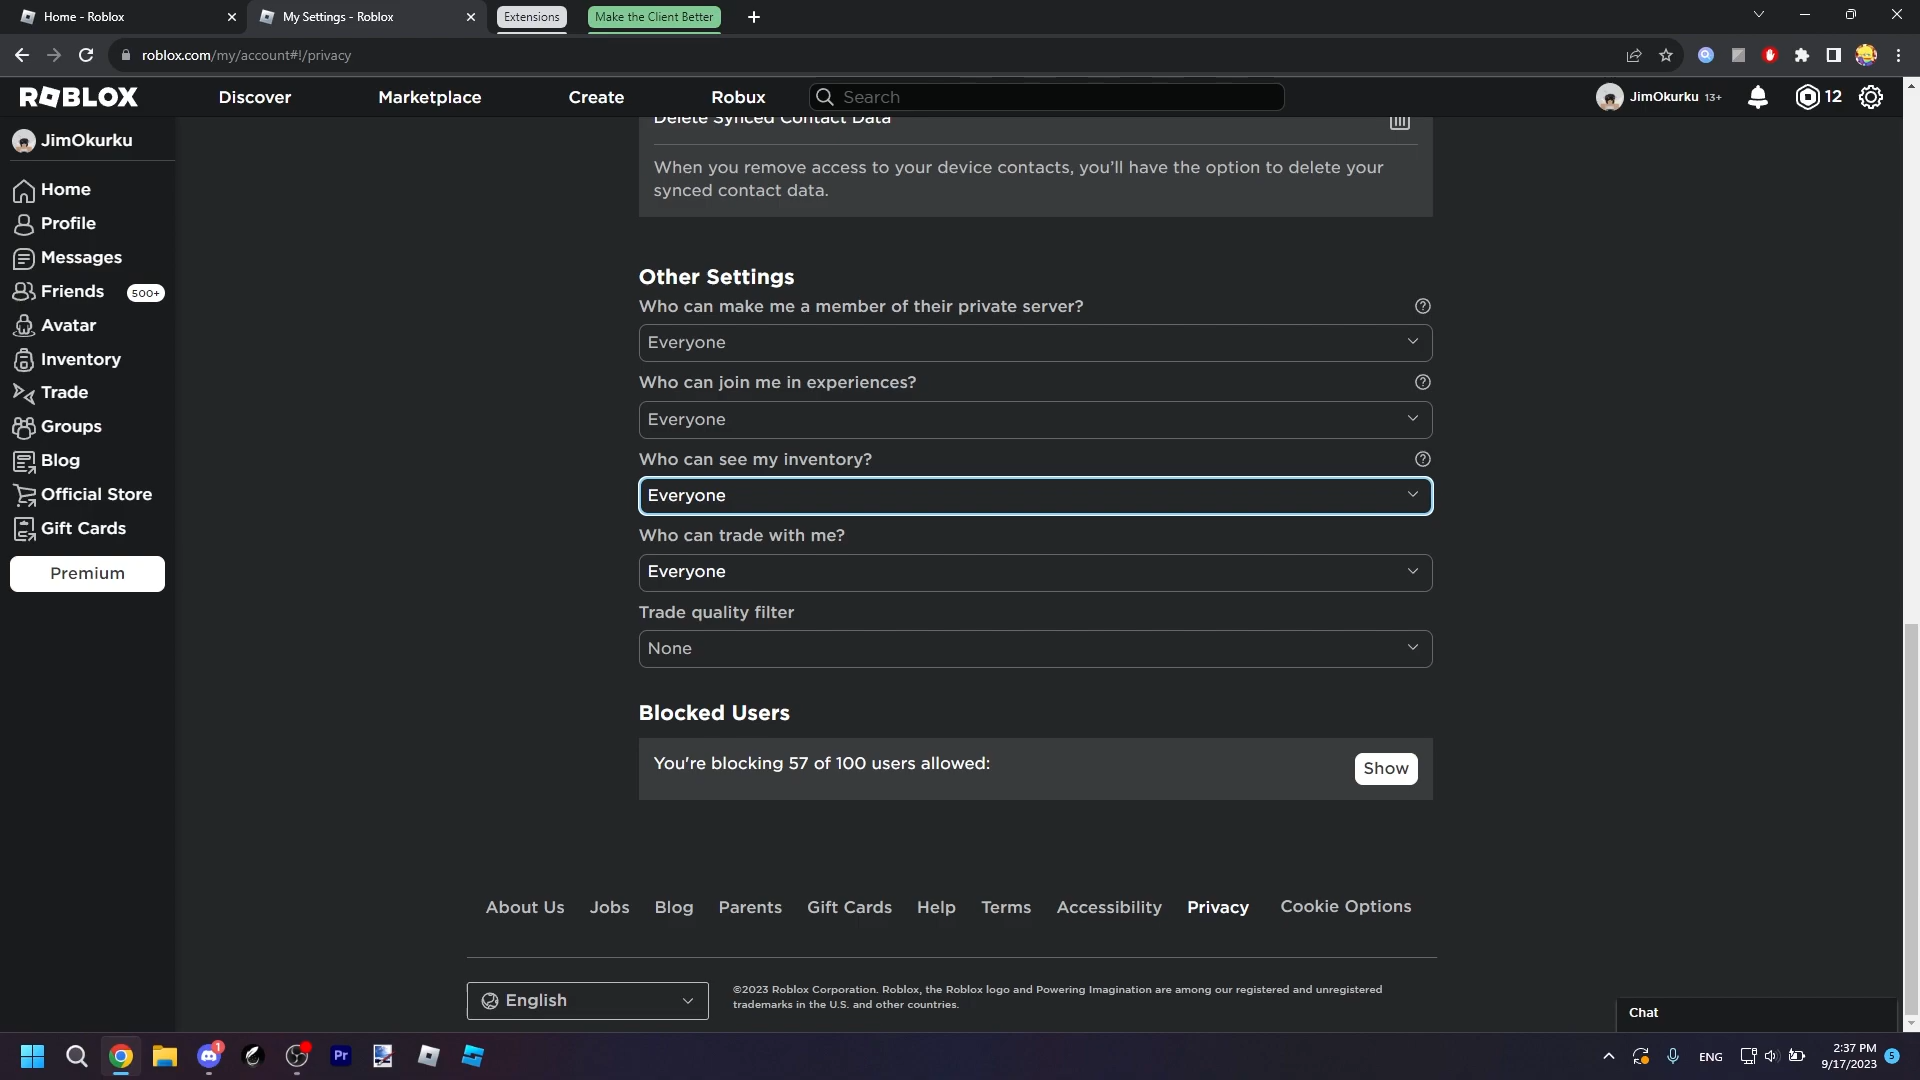 Home - Roblox
My Settings - Roblox
Extensions
Make the Client Better
roblox.com/my/account#!/privacy
ROBLOX
Discover
Marketplace
Create
Robux
Search
JimOkurku 13+
12
JimOkurku
Home
Profile
Messages
Friends 500+
Avatar
Inventory
Trade
Groups
Blog
Official Store
Gift Cards
Premium
Delete Synced Contact Data
When you remove access to your device contacts, you’ll have the option to delete your
synced contact data.
Other Settings
Who can make me a member of their private server?
Everyone
Who can join me in experiences?
Everyone
Who can see my inventory?
Everyone
Who can trade with me?
Everyone
Trade quality filter
None
Blocked Users
You're blocking 57 of 100 users allowed:
Show
About Us
Jobs
Blog
Parents
Gift Cards
Help
Terms
Accessibility
Privacy
Cookie Options
English
©2023 Roblox Corporation. Roblox, the Roblox logo and Powering Imagination are among our registered and unregistered
trademarks in the U.S. and other countries.
Chat
1
Pr
ENG
2:37 PM
9/17/2023
5